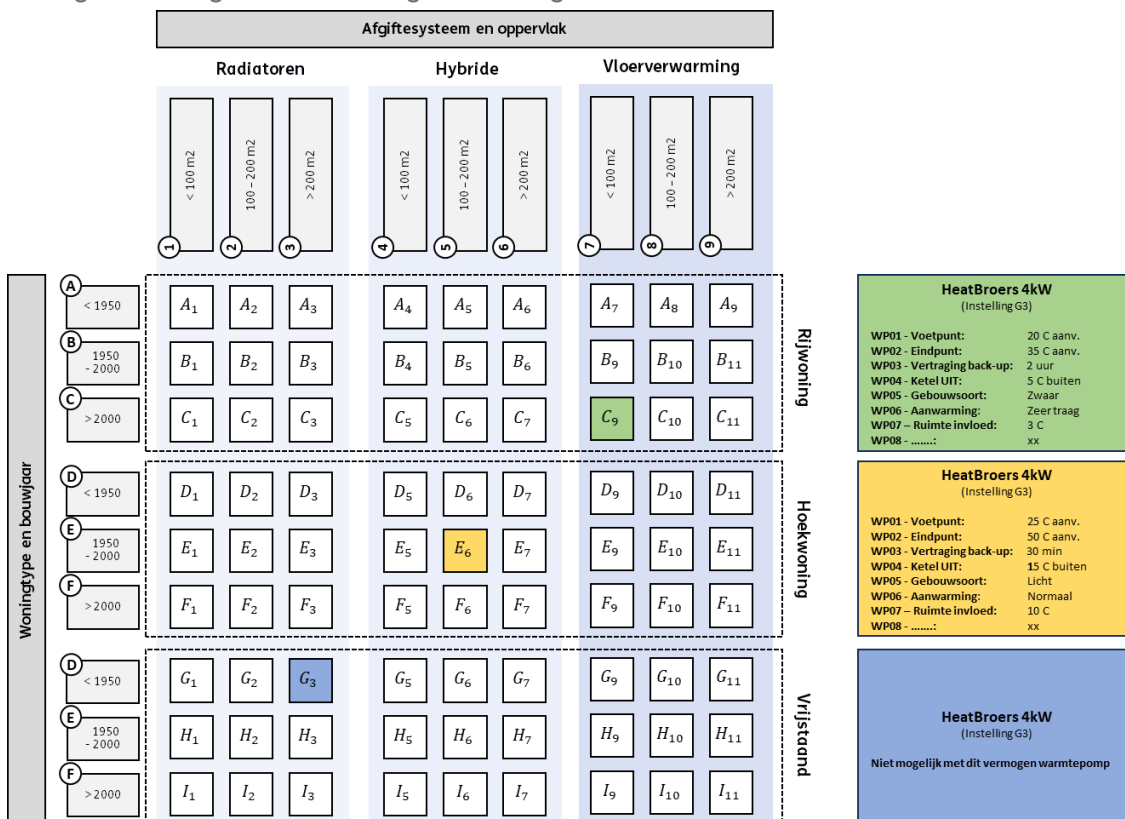 Afgiftesysteem en oppervlak
Radiatoren Hybride Vloerverwarming
< 100 m2 100 – 200 m2 > 200 m2 < 100 m2 100 – 200 m2 > 200 m2 < 100 m2 100 – 200 m2 > 200 m2
1 2 3 4 5 6 7 8 9
Woningtype en bouwjaar
Rijwoning
A < 1950 A1 A2 A3 A4 A5 A6 A7 A8 A9
B 1950 - 2000 B1 B2 B3 B4 B5 B6 B9 B10 B11
C > 2000 C1 C2 C3 C5 C6 C7 C9 C10 C11
Hoekwoning
D < 1950 D1 D2 D3 D5 D6 D7 D9 D10 D11
E 1950 - 2000 E1 E2 E3 E5 E6 E7 E9 E10 E11
F > 2000 F1 F2 F3 F5 F6 F7 F9 F10 F11
Vrijstaand
D < 1950 G1 G2 G3 G5 G6 G7 G9 G10 G11
E 1950 - 2000 H1 H2 H3 H5 H6 H7 H9 H10 H11
F > 2000 I1 I2 I3 I5 I6 I7 I9 I10 I11
HeatBroers 4kW
(Instelling G3)
WP01 - Voetpunt: 20 C aanv.
WP02 - Eindpunt: 35 C aanv.
WP03 - Vertraging back-up: 2 uur
WP04 - Ketel UIT: 5 C buiten
WP05 - Gebouwsoort: Zwaar
WP06 - Aanwarming: Zeer traag
WP07 – Ruimte invloed: 3 C
WP08 - …….: xx
HeatBroers 4kW
(Instelling G3)
WP01 - Voetpunt: 25 C aanv.
WP02 - Eindpunt: 50 C aanv.
WP03 - Vertraging back-up: 30 min
WP04 - Ketel UIT: 15 C buiten
WP05 - Gebouwsoort: Licht
WP06 - Aanwarming: Normaal
WP07 – Ruimte invloed: 10 C
WP08 - …….: xx
HeatBroers 4kW
(Instelling G3)
Niet mogelijk met dit vermogen warmtepomp